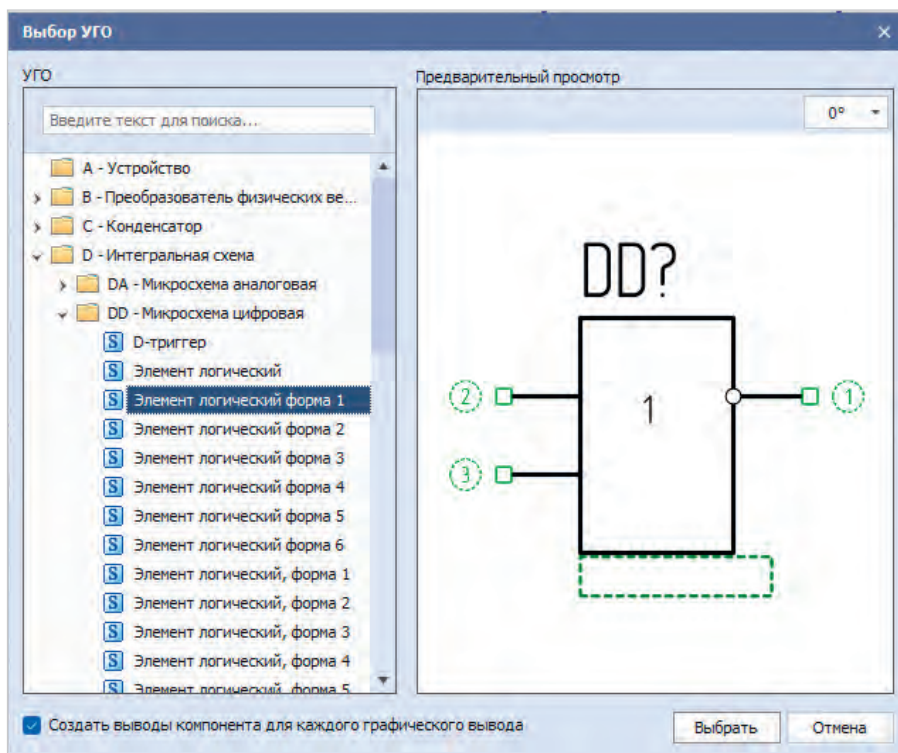 Выбор УГО
УГО
Введите текст для поиска...
A - Устройство
B - Преобразователь физических ве...
C - Конденсатор
D - Интегральная схема
DA - Микросхема аналоговая
DD - Микросхема цифровая
S D-триггер
S Элемент логический
S Элемент логический форма 1
S Элемент логический форма 2
S Элемент логический форма 3
S Элемент логический форма 4
S Элемент логический форма 5
S Элемент логический форма 6
S Элемент логический, форма 1
S Элемент логический, форма 2
S Элемент логический, форма 3
S Элемент логический, форма 4
S Элемент логический, форма 5
Предварительный просмотр
0°
DD?
2
1
1
3
Создать выводы компонента для каждого графического вывода
Выбрать
Отмена